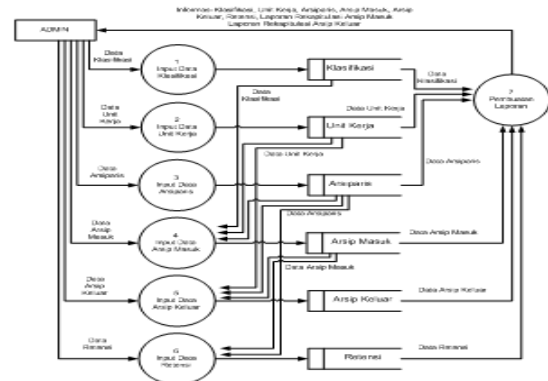 Informasi Klasifikasi, Unit Kerja, Arsiparis, Arsip Masuk, Arsip
Keluar, Retensi, Laporan Rekapitulasi Arsip Masuk
Laporan Rekapitulasi Arsip Keluar
ADMIN
Data
Klasifikasi
1
Input Data
Klasifikasi
Klasifikasi
Data
Klasifikasi
Data
Klasifikasi
7
Pembuatan
Laporan
Data
Unit
Kerja
2
Input Data
Unit Kerja
Unit Kerja
Data Unit Kerja
Data Unit Kerja
Data
Arsiparis
3
Input Data
Arsiparis
Arsiparis
Data Arsiparis
Data Arsiparis
Data
Arsip
Masuk
4
Input Data
Arsip Masuk
Arsip Masuk
Data Arsip Masuk
Data Arsip Masuk
Data
Arsip
Keluar
5
Input Data
Arsip Keluar
Arsip Keluar
Data Arsip Keluar
Data
Retensi
6
Input Data
Retensi
Retensi
Data Retensi